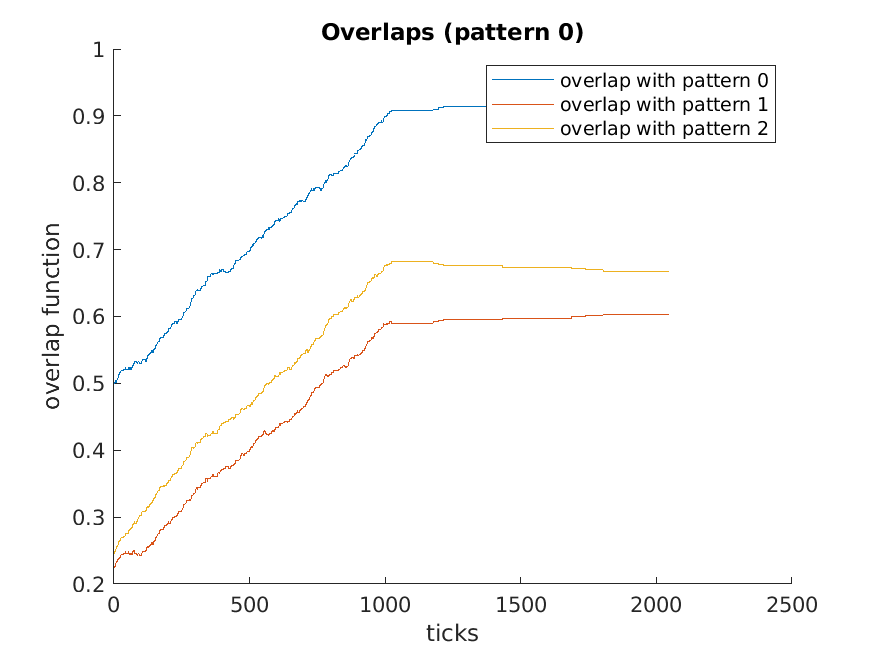 Overlaps (pattern 0)
overlap with pattern 0
overlap with pattern 1
overlap with pattern 2
overlap function
1
0.9
0.8
0.7
0.6
0.5
0.4
0.3
0.2
0 500 1000 1500 2000 2500
ticks